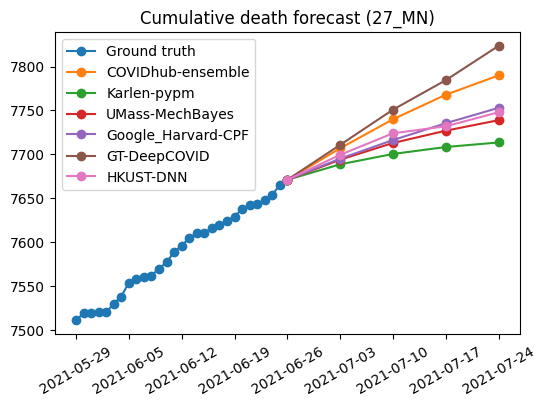 Cumulative death forecast (27_MN)
Ground truth
COVIDhub-ensemble
Karlen-pypm
UMass-MechBayes
Google_Harvard-CPF
GT-DeepCOVID
HKUST-DNN
7800
7750
7700
7650
7600
7550
7500
2021-05-29
2021-06-05
2021-06-12
2021-06-19
2021-06-26
2021-07-03
2021-07-10
2021-07-17
2021-07-24